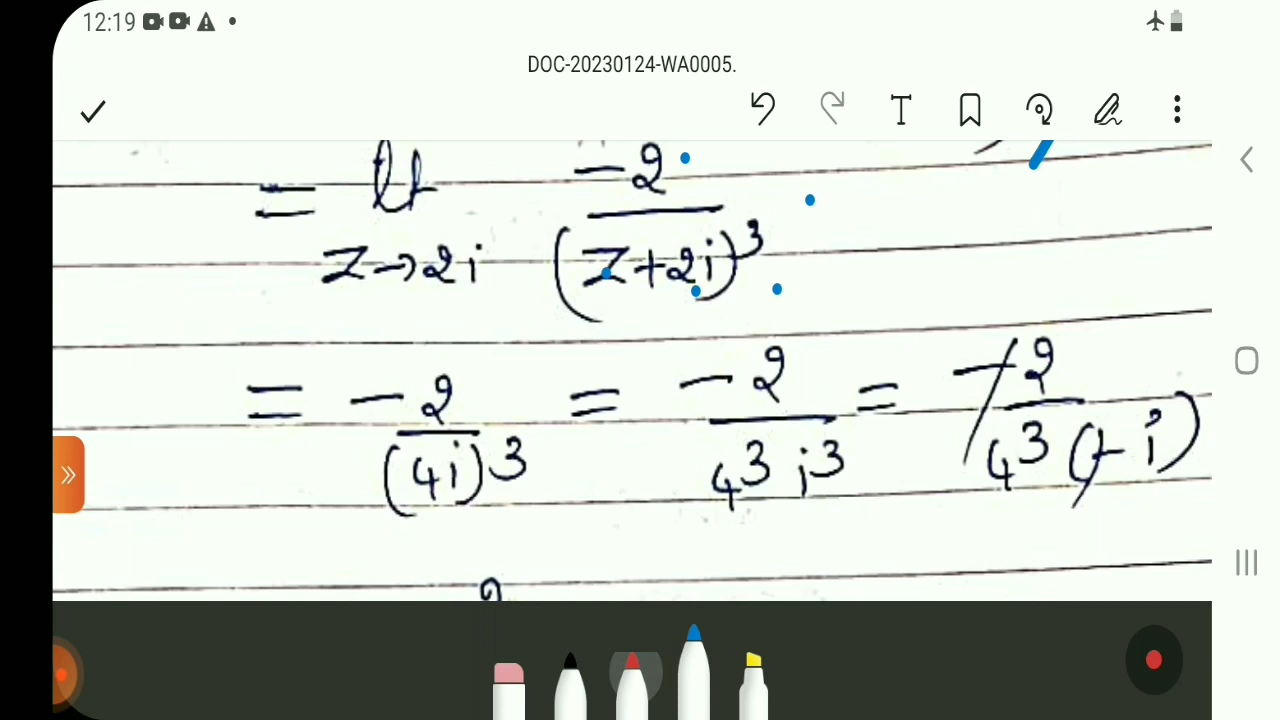 12:19
DOC-20230124-WA0005.
T
= lt -2
z→2i (z+2i)^3
= -2/(4i)^3 = -2/4^3 i^3 = -2/4^3(-i)